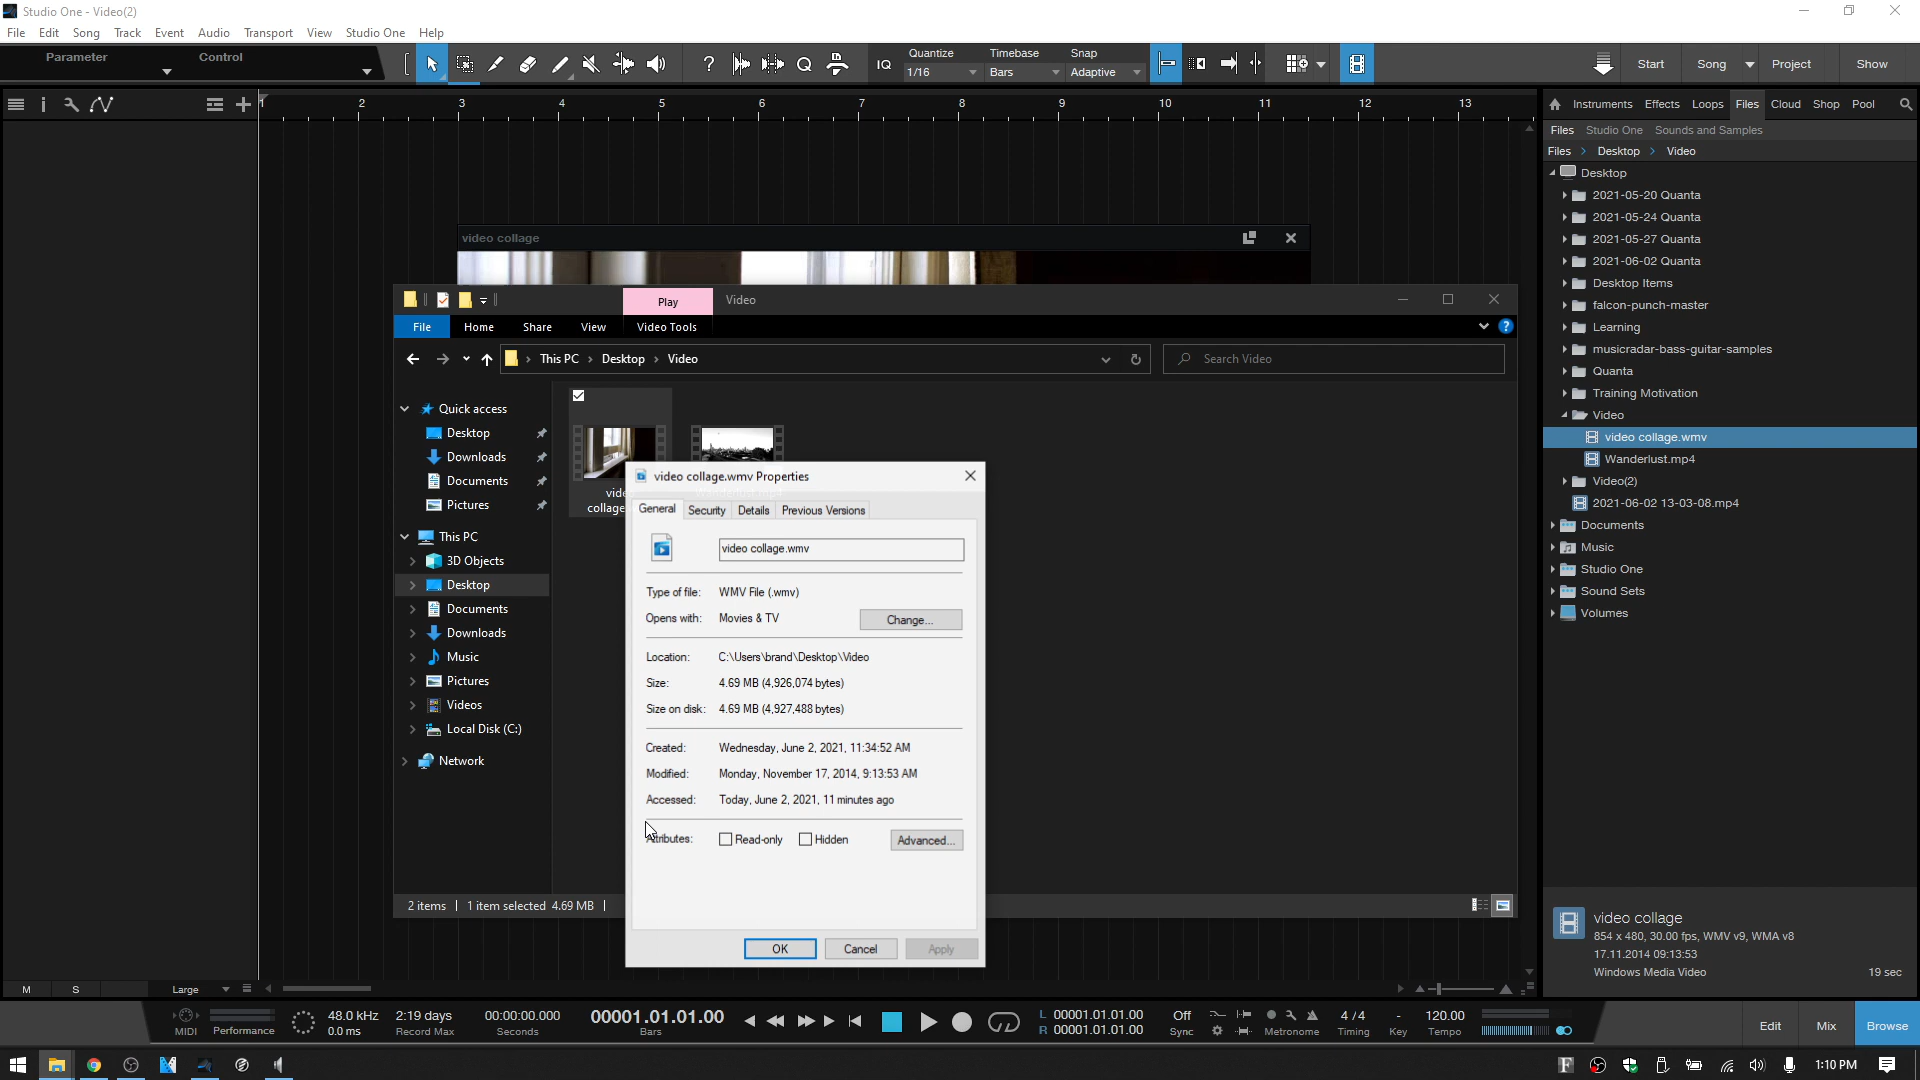 Studio One - Video(2)
File Edit Song Track Event Audio Transport View Studio One Help
Parameter Control
Quantize 1/16 Timebase Bars Snap Adaptive
IQ
Start Song Project Show
1 2 3 4 5 6 7 8 9 10 11 12 13
Instruments Effects Loops Files Cloud Shop Pool
Files Studio One Sounds and Samples
Files > Desktop > Video
Desktop
2021-05-20 Quanta
2021-05-24 Quanta
2021-05-27 Quanta
2021-06-02 Quanta
Desktop Items
falcon-punch-master
Learning
musicradar-bass-guitar-samples
Quanta
Training Motivation
Video
video collage.wmv
Wanderlust.mp4
Video(2)
2021-06-02 13-03-08.mp4
Documents
Music
Studio One
Sound Sets
Volumes
video collage
854 x 480, 30.00 fps, WMV v9, WMA v8
17.11.2014 09:13:53
Windows Media Video 19 sec
video collage
Play Video
File Home Share View Video Tools
This PC > Desktop > Video
Search Video
Quick access
Desktop
Downloads
Documents
Pictures
This PC
3D Objects
Desktop
Documents
Downloads
Music
Pictures
Videos
Local Disk (C:)
Network
2 items 1 item selected 4.69 MB
video collage.wmv Properties
General Security Details Previous Versions
video collage.wmv
Type of file: WMV File (.wmv)
Opens with: Movies & TV Change...
Location: C:\Users\brand\Desktop\Video
Size: 4.69 MB (4,926,074 bytes)
Size on disk: 4.69 MB (4,927,488 bytes)
Created: Wednesday, June 2, 2021, 11:34:52 AM
Modified: Monday, November 17, 2014, 9:13:53 AM
Accessed: Today, June 2, 2021, 11 minutes ago
Attributes: Read-only Hidden Advanced...
OK Cancel Apply
M S Large
MIDI Performance
48.0 kHz
0.0 ms
2:19 days
Record Max
00:00:00.000
Seconds
00001.01.01.00
Bars
L 00001.01.01.00
R 00001.01.01.00
Off
Sync
Metronome
4 / 4
Timing
-
Key
120.00
Tempo
Edit Mix Browse
1:10 PM